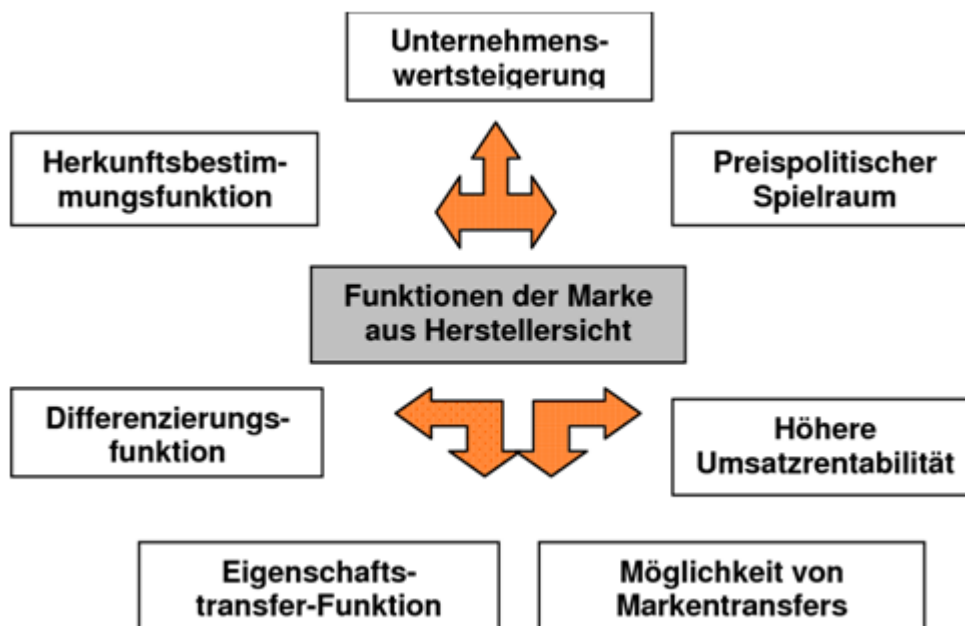 Unternehmens-
wertsteigerung
Herkunftsbestim-
mungsfunktion
Preispolitischer
Spielraum
Funktionen der Marke
aus Herstellersicht
Differenzierungs-
funktion
Höhere
Umsatzrentabilität
Eigenschafts-
transfer-Funktion
Möglichkeit von
Markentransfers